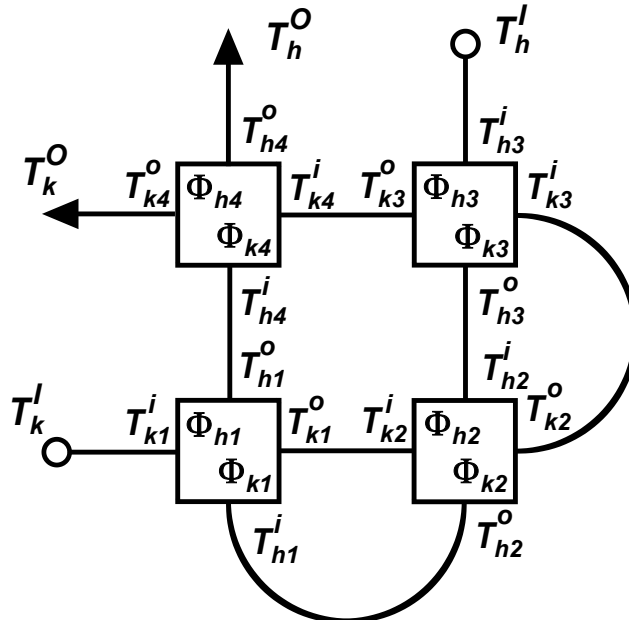 T_h^O T_h^I
T_h4^o T_h3^i
T_k^O T_k4^o Φ_h4 T_k4^i T_k3^o Φ_h3 T_k3^i
Φ_k4 Φ_k3
T_h4^i T_h3^o
T_h1^o T_h2^i
T_k^I T_k1^i Φ_h1 T_k1^o T_k2^i Φ_h2 T_k2^o
Φ_k1 Φ_k2
T_h1^i T_h2^o